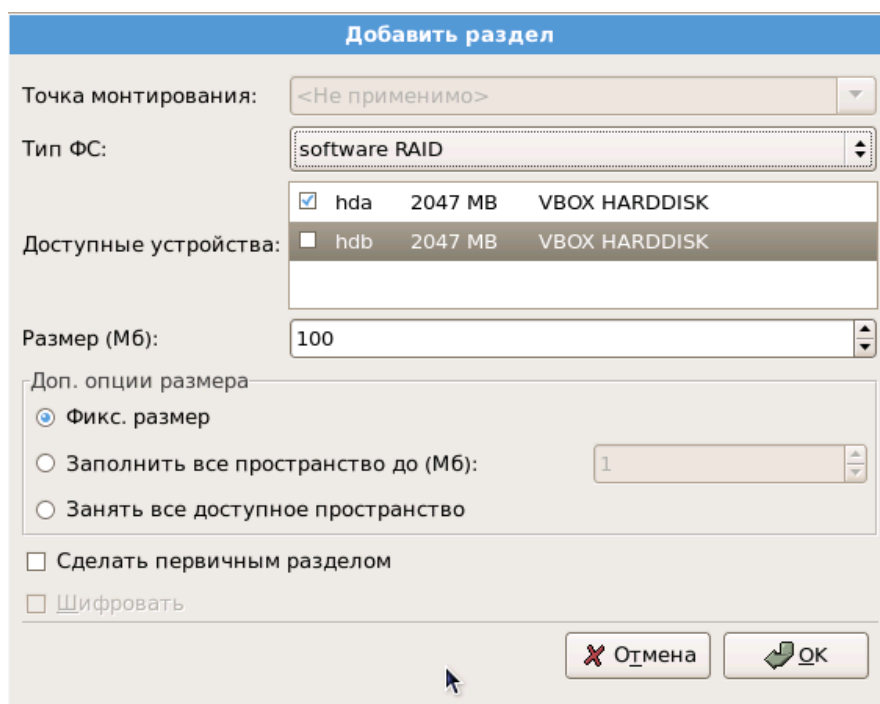 Добавить раздел
Точка монтирования: <Не применимо>
Тип ФС: software RAID
hda 2047 MB VBOX HARDDISK
Доступные устройства: hdb 2047 MB VBOX HARDDISK
Размер (Мб): 100
Доп. опции размера
Фикс. размер
Заполнить все пространство до (Мб): 1
Занять все доступное пространство
Сделать первичным разделом
Шифровать
Отмена OK